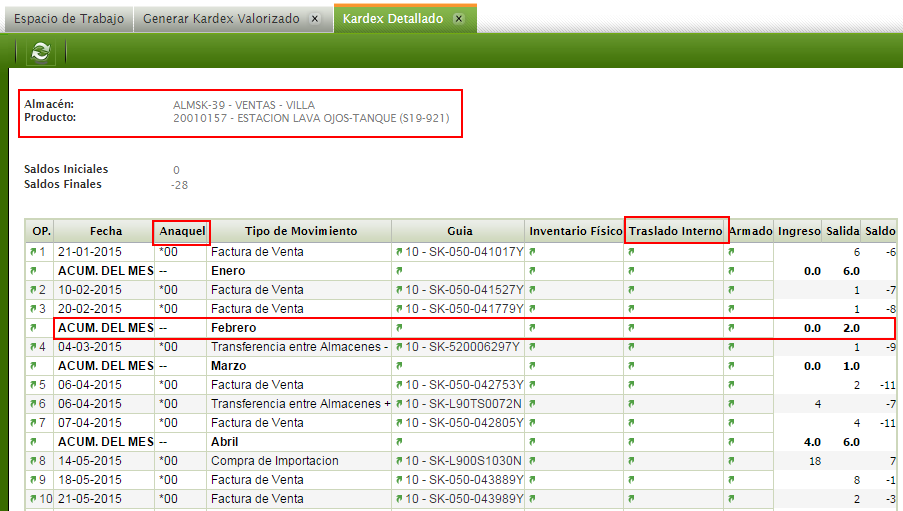 Espacio de Trabajo Generar Kardex Valorizado x Kardex Detallado x
Almacén: ALMSK-39 - VENTAS - VILLA
Producto: 20010157 - ESTACION LAVA OJOS-TANQUE (S19-921)
Saldos Iniciales 0
Saldos Finales -28
OP. Fecha Anaquel Tipo de Movimiento Guia Inventario Físico Traslado Interno Armado Ingreso Salida Saldo
1 21-01-2015 *00 Factura de Venta 10 - SK-050-041017Y 6 -6
ACUM. DEL MES -- Enero 0.0 6.0
2 10-02-2015 *00 Factura de Venta 10 - SK-050-041527Y 1 -7
3 20-02-2015 *00 Factura de Venta 10 - SK-050-041779Y 1 -8
ACUM. DEL MES -- Febrero 0.0 2.0
4 04-03-2015 *00 Transferencia entre Almacenes - 10 - SK-520006297Y 1 -9
ACUM. DEL MES -- Marzo 0.0 1.0
5 06-04-2015 *00 Factura de Venta 10 - SK-050-042753Y 2 -11
6 06-04-2015 *00 Transferencia entre Almacenes + 10 - SK-L90TS0072N 4 -7
7 07-04-2015 *00 Factura de Venta 10 - SK-050-042805Y 4 -11
ACUM. DEL MES -- Abril 4.0 6.0
8 14-05-2015 *00 Compra de Importacion 10 - SK-L900S1030N 18 7
9 18-05-2015 *00 Factura de Venta 10 - SK-050-043889Y 8 -1
10 21-05-2015 *00 Factura de Venta 10 - SK-050-043989Y 2 -3